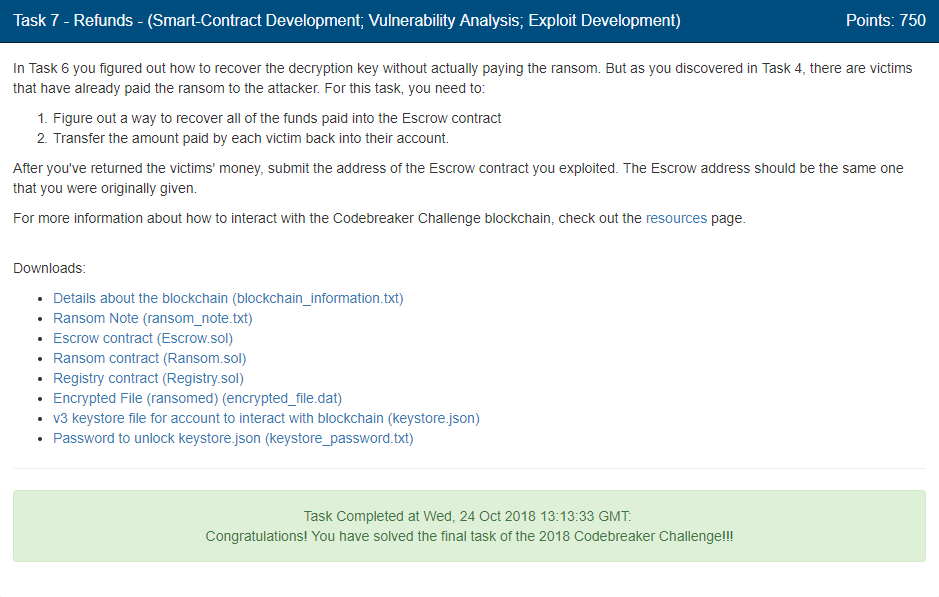 Task 7 - Refunds - (Smart-Contract Development; Vulnerability Analysis; Exploit Development) Points: 750
In Task 6 you figured out how to recover the decryption key without actually paying the ransom. But as you discovered in Task 4, there are victims
that have already paid the ransom to the attacker. For this task, you need to:
1. Figure out a way to recover all of the funds paid into the Escrow contract
2. Transfer the amount paid by each victim back into their account.
After you've returned the victims' money, submit the address of the Escrow contract you exploited. The Escrow address should be the same one
that you were originally given.
For more information about how to interact with the Codebreaker Challenge blockchain, check out the resources page.
Downloads:
• Details about the blockchain (blockchain_information.txt)
• Ransom Note (ransom_note.txt)
• Escrow contract (Escrow.sol)
• Ransom contract (Ransom.sol)
• Registry contract (Registry.sol)
• Encrypted File (ransomed) (encrypted_file.dat)
• v3 keystore file for account to interact with blockchain (keystore.json)
• Password to unlock keystore.json (keystore_password.txt)
Task Completed at Wed, 24 Oct 2018 13:13:33 GMT:
Congratulations! You have solved the final task of the 2018 Codebreaker Challenge!!!